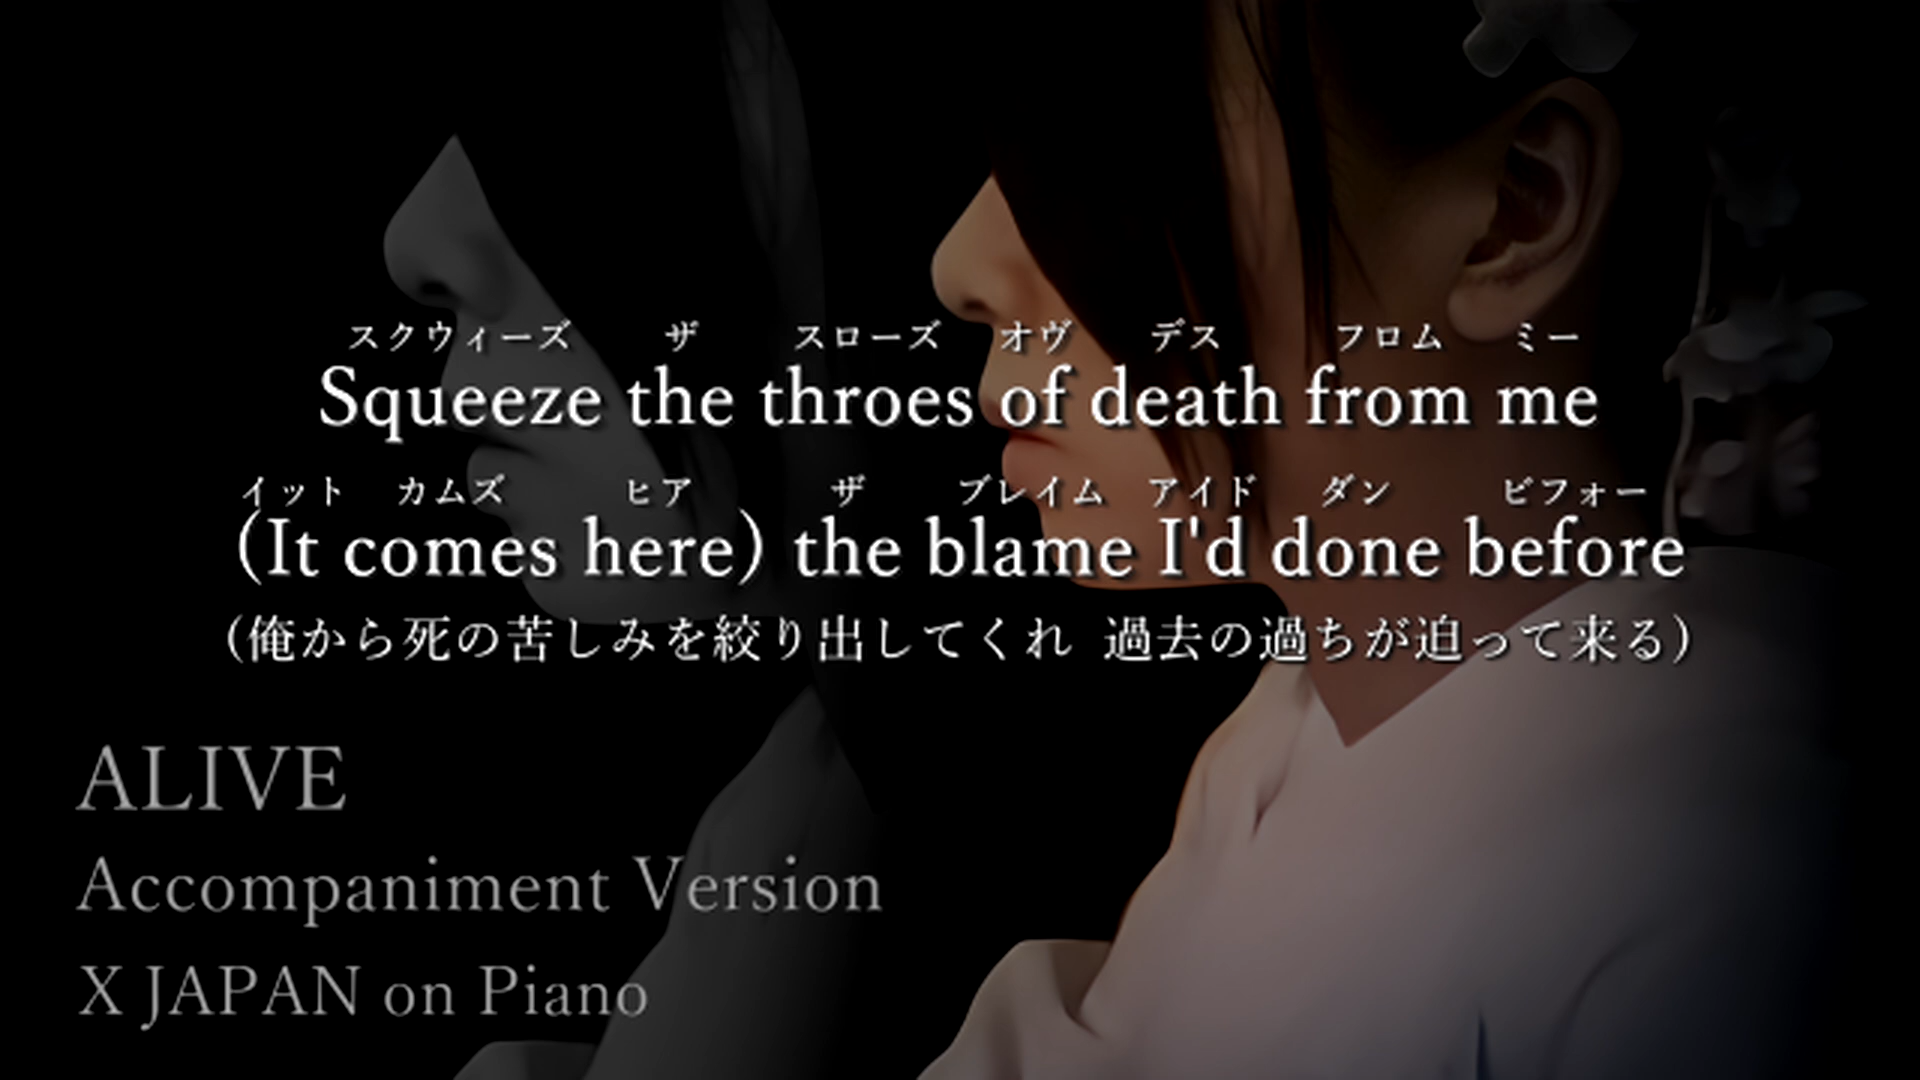 スクウィーズ ザ スローズ オヴ デス フロム ミー
Squeeze the throes of death from me
イット カムズ ヒア ザ ブレイム アイド ダン ビフォー
(It comes here) the blame I'd done before
(俺から死の苦しみを絞り出してくれ 過去の過ちが迫って来る)
ALIVE
Accompaniment Version
X JAPAN on Piano